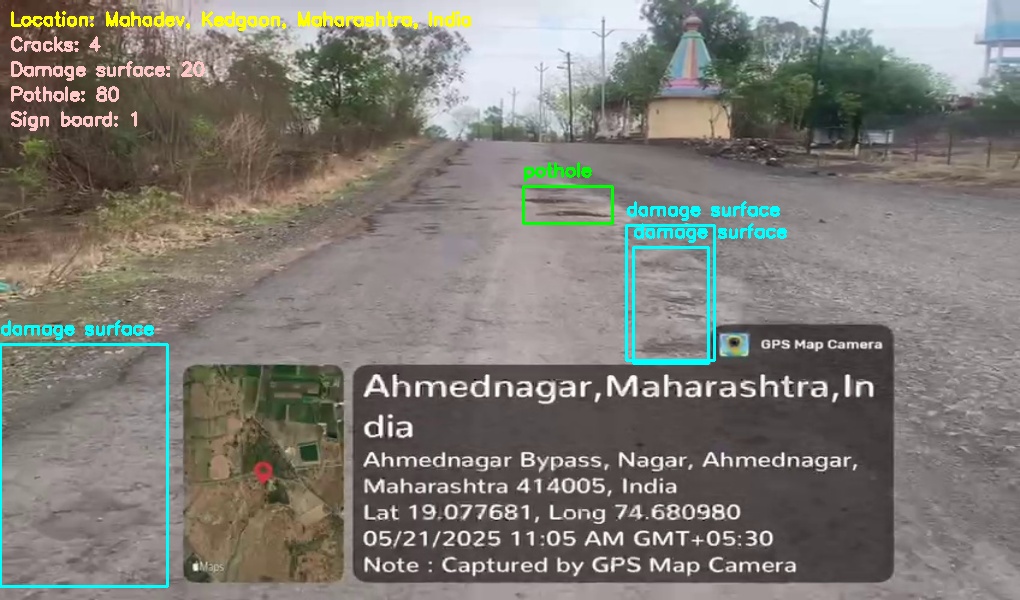 Location: Mahadev, Kedgaon, Maharashtra, India
Cracks: 4
Damage surface: 20
Pothole: 80
Sign board: 1
pothole
damage surface
damage surface
damage surface
GPS Map Camera
Ahmednagar,Maharashtra,In
dia
Ahmednagar Bypass, Nagar, Ahmednagar,
Maharashtra 414005, India
Lat 19.077681, Long 74.680980
05/21/2025 11:05 AM GMT+05:30
Note : Captured by GPS Map Camera
Maps